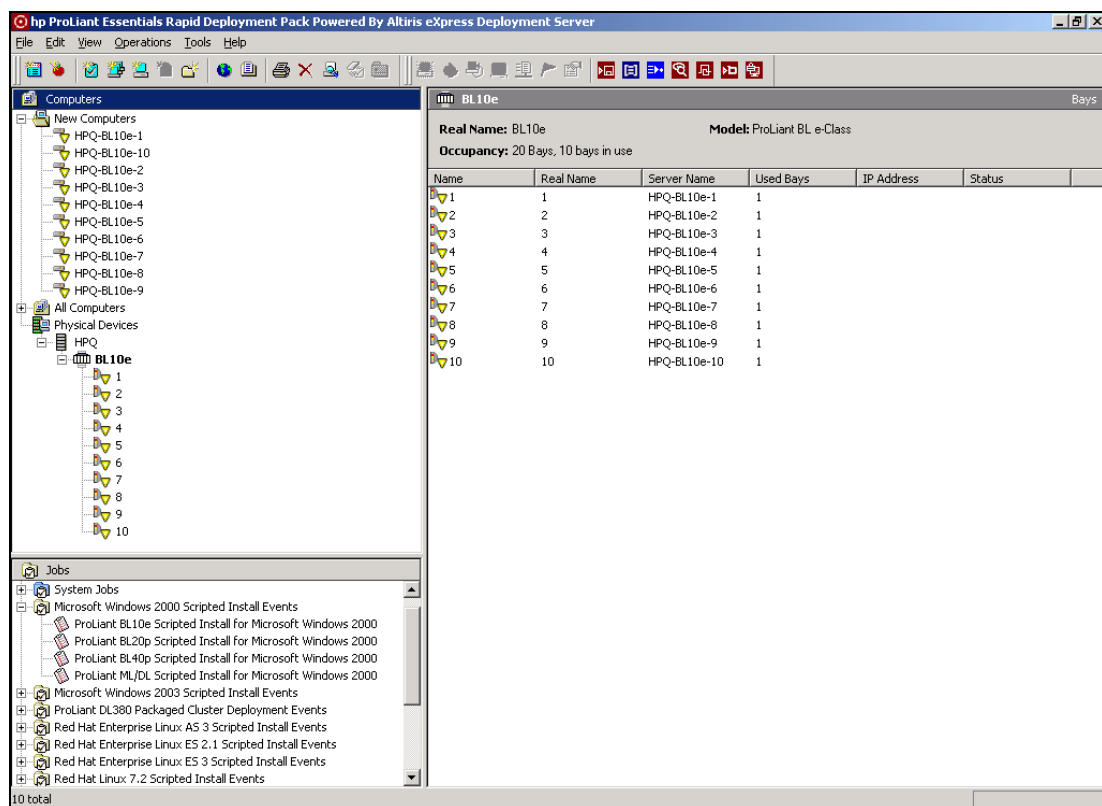 hp ProLiant Essentials Rapid Deployment Pack Powered By Altiris eXpress Deployment Server
File Edit View Operations Tools Help
Computers
New Computers
HPQ-BL10e-1
HPQ-BL10e-10
HPQ-BL10e-2
HPQ-BL10e-3
HPQ-BL10e-4
HPQ-BL10e-5
HPQ-BL10e-6
HPQ-BL10e-7
HPQ-BL10e-8
HPQ-BL10e-9
All Computers
Physical Devices
HPQ
BL10e
1
2
3
4
5
6
7
8
9
10
BL10e Bays
Real Name: BL10e Model: ProLiant BL e-Class
Occupancy: 20 Bays, 10 bays in use
Name Real Name Server Name Used Bays IP Address Status
1 1 HPQ-BL10e-1 1
2 2 HPQ-BL10e-2 1
3 3 HPQ-BL10e-3 1
4 4 HPQ-BL10e-4 1
5 5 HPQ-BL10e-5 1
6 6 HPQ-BL10e-6 1
7 7 HPQ-BL10e-7 1
8 8 HPQ-BL10e-8 1
9 9 HPQ-BL10e-9 1
10 10 HPQ-BL10e-10 1
Jobs
System Jobs
Microsoft Windows 2000 Scripted Install Events
ProLiant BL10e Scripted Install for Microsoft Windows 2000
ProLiant BL20p Scripted Install for Microsoft Windows 2000
ProLiant BL40p Scripted Install for Microsoft Windows 2000
ProLiant ML/DL Scripted Install for Microsoft Windows 2000
Microsoft Windows 2003 Scripted Install Events
ProLiant DL380 Packaged Cluster Deployment Events
Red Hat Enterprise Linux AS 3 Scripted Install Events
Red Hat Enterprise Linux ES 2.1 Scripted Install Events
Red Hat Enterprise Linux ES 3 Scripted Install Events
Red Hat Linux 7.2 Scripted Install Events
10 total